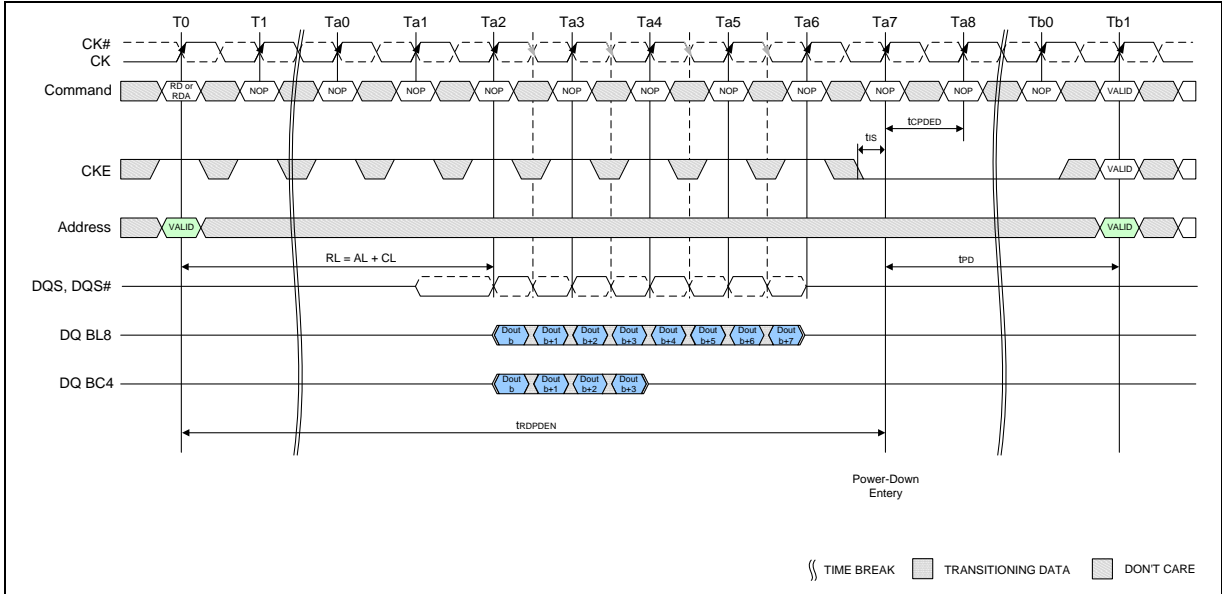 T0 T1 Ta0 Ta1 Ta2 Ta3 Ta4 Ta5 Ta6 Ta7 Ta8 Tb0 Tb1
CK#
CK
Command RD or RDA NOP NOP NOP NOP NOP NOP NOP NOP NOP NOP NOP VALID
tCPDED
tIS
CKE VALID
Address VALID VALID
RL = AL + CL tPD
DQS, DQS#
DQ BL8 Dout b Dout b+1 Dout b+2 Dout b+3 Dout b+4 Dout b+5 Dout b+6 Dout b+7
DQ BC4 Dout b Dout b+1 Dout b+2 Dout b+3
tRDPDEN
Power-Down
Entery
TIME BREAK TRANSITIONING DATA DON'T CARE